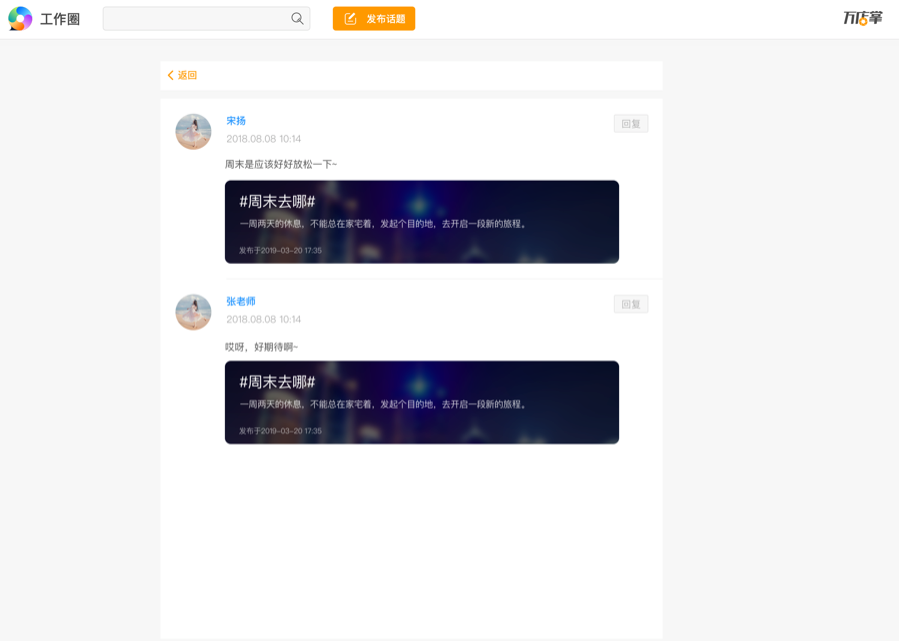 工作圈
发布话题
万店掌
返回
宋扬
回复
2018.08.08 10:14
周末是应该好好放松一下~
#周末去哪#
一周两天的休息，不能总在家宅着，发起个目的地，去开启一段新的旅程。
发布于2019-03-20 17:35
张老师
回复
2018.08.08 10:14
哎呀，好期待啊~
#周末去哪#
一周两天的休息，不能总在家宅着，发起个目的地，去开启一段新的旅程。
发布于2019-03-20 17:35